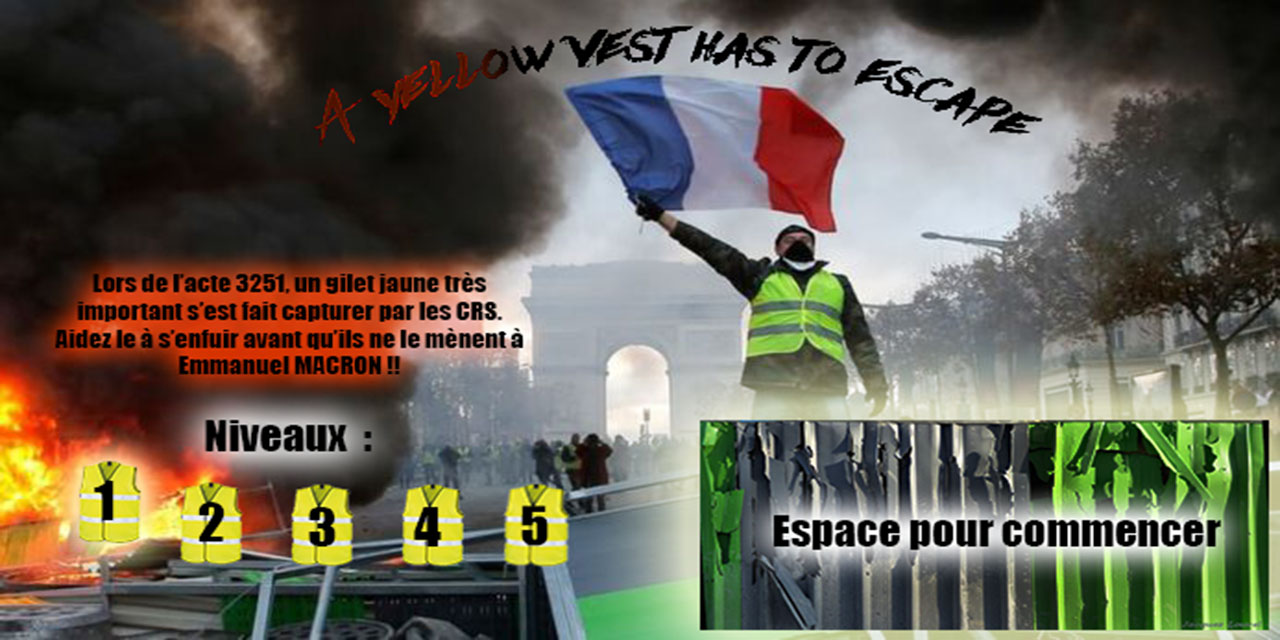 A YELLOW VEST HAS TO ESCAPE
Lors de l'acte 3251, un gilet jaune très
important s'est fait capturer par les CRS.
Aidez le à s'enfuir avant qu'ils ne le mènent à
Emmanuel MACRON !!
Niveaux :
1 2 3 4 5
Espace pour commencer